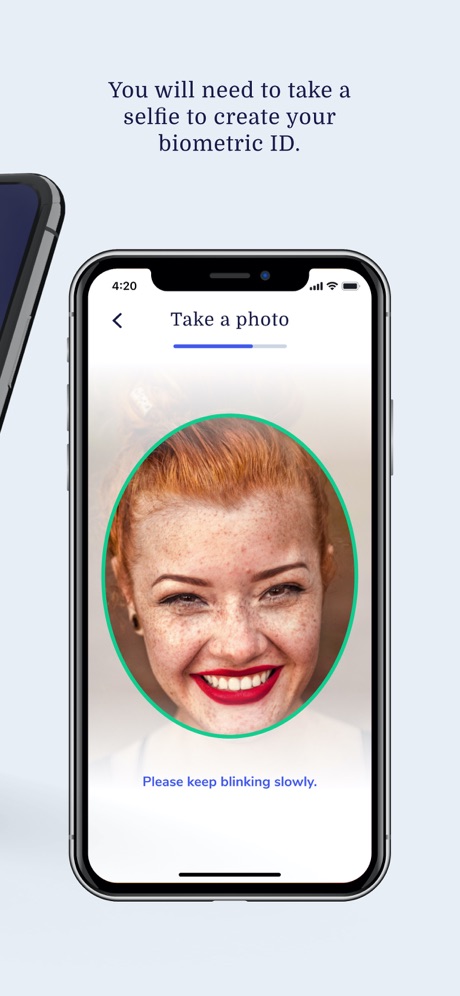 You will need to take a
selfie to create your
biometric ID.
4:20
Take a photo
Please keep blinking slowly.